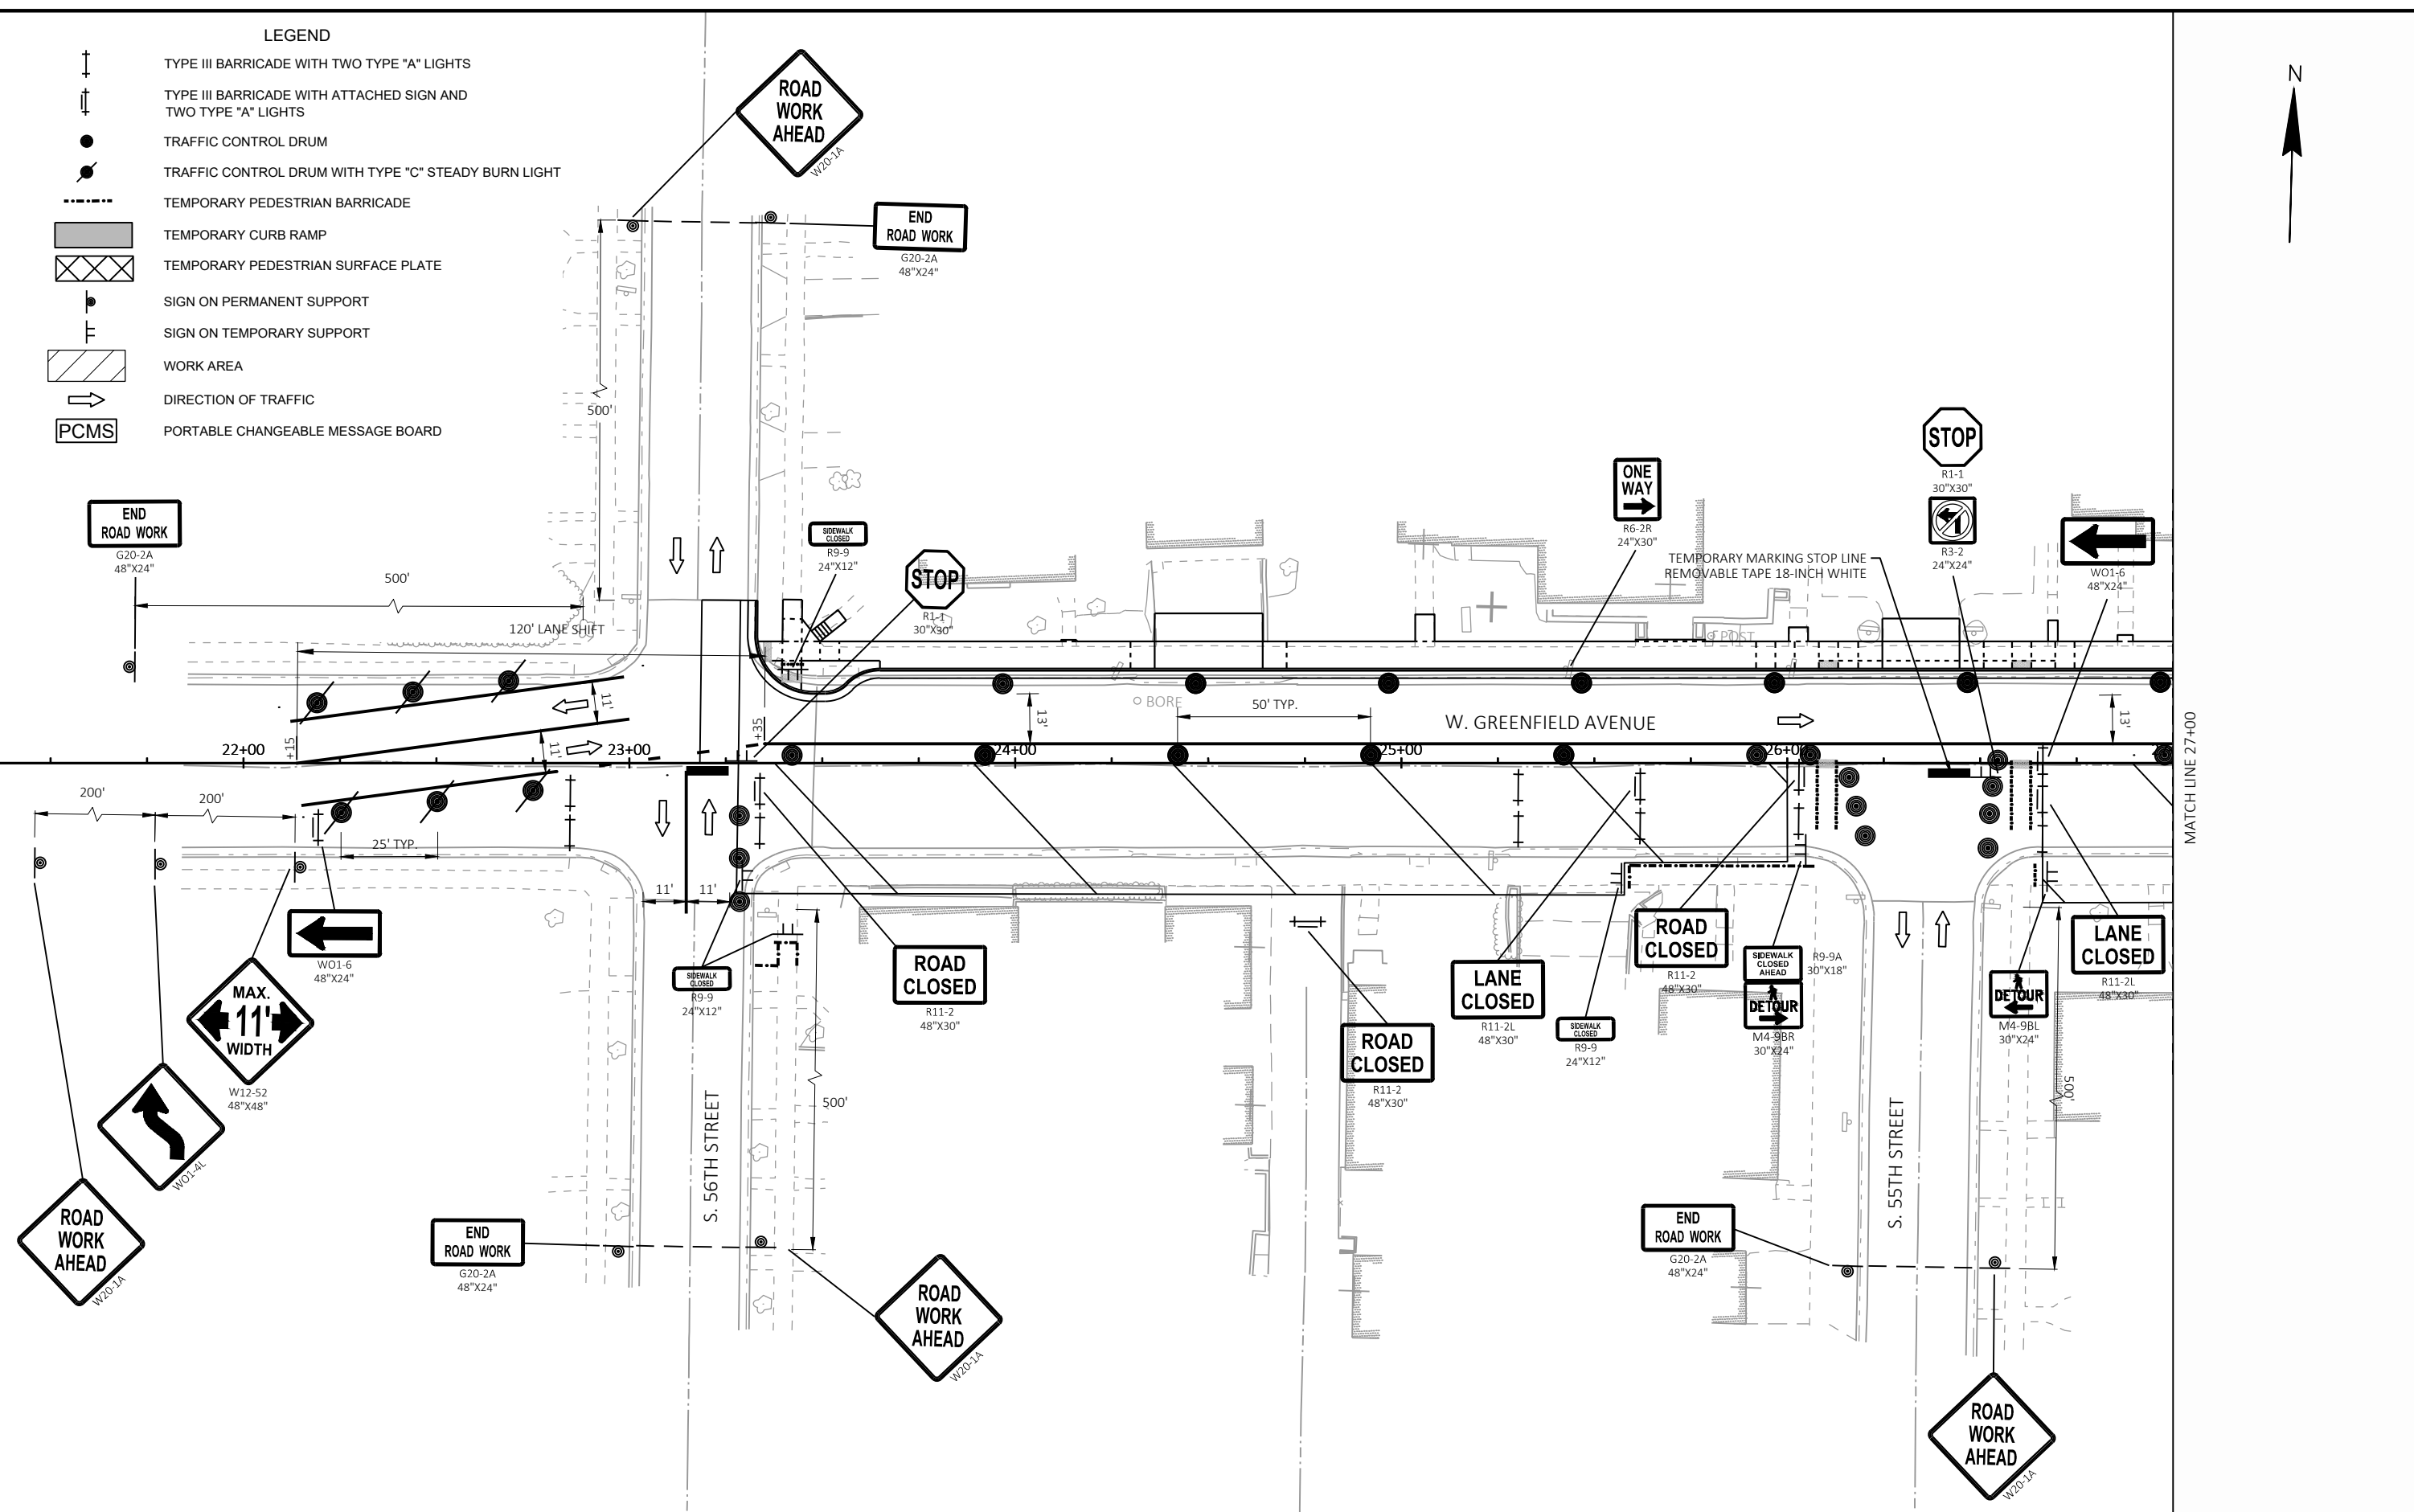 LEGEND
TYPE III BARRICADE WITH TWO TYPE "A" LIGHTS
TYPE III BARRICADE WITH ATTACHED SIGN AND
TWO TYPE "A" LIGHTS
TRAFFIC CONTROL DRUM
TRAFFIC CONTROL DRUM WITH TYPE "C" STEADY BURN LIGHT
TEMPORARY PEDESTRIAN BARRICADE
TEMPORARY CURB RAMP
TEMPORARY PEDESTRIAN SURFACE PLATE
SIGN ON PERMANENT SUPPORT
SIGN ON TEMPORARY SUPPORT
WORK AREA
DIRECTION OF TRAFFIC
PCMS
PORTABLE CHANGEABLE MESSAGE BOARD
ROAD
WORK
AHEAD
W20-1A
END
ROAD WORK
G20-2A
48"X24"
N
500'
END
ROAD WORK
G20-2A
48"X24"
500'
120' LANE SHIFT
SIDEWALK
CLOSED
R9-9
24"X12"
STOP
R1-1
30"X30"
ONE
WAY
R6-2R
24"X30"
TEMPORARY MARKING STOP LINE
REMOVABLE TAPE 18-INCH WHITE
STOP
R1-1
30"X30"
R3-2
24"X24"
WO1-6
48"X24"
POST
BORE
11'
11'
13'
50' TYP.
W. GREENFIELD AVENUE
13'
+15
+35
22+00
23+00
24+00
25+00
26+00
MATCH LINE 27+00
200'
200'
25' TYP.
11'
11'
WO1-6
48"X24"
MAX.
11'
WIDTH
W12-52
48"X48"
WO1-4L
ROAD
WORK
AHEAD
W20-1A
SIDEWALK
CLOSED
R9-9
24"X12"
ROAD
CLOSED
R11-2
48"X30"
ROAD
CLOSED
R11-2
48"X30"
LANE
CLOSED
R11-2L
48"X30"
SIDEWALK
CLOSED
R9-9
24"X12"
ROAD
CLOSED
R11-2
48"X30"
SIDEWALK
CLOSED
AHEAD
R9-9A
30"X18"
DETOUR
M4-9BR
30"X24"
DETOUR
M4-9BL
30"X24"
LANE
CLOSED
R11-2L
48"X30"
500'
500'
S. 56TH STREET
S. 55TH STREET
END
ROAD WORK
G20-2A
48"X24"
ROAD
WORK
AHEAD
W20-1A
END
ROAD WORK
G20-2A
48"X24"
ROAD
WORK
AHEAD
W20-1A